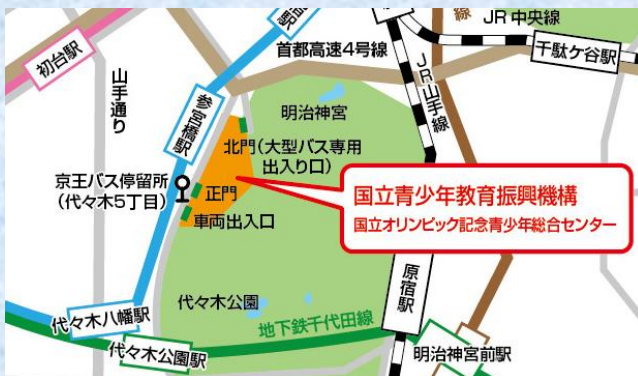 JR中央線
首都高速4号線
千駄ケ谷駅
初台駅
山手通り
JR山手線
参宮橋駅
明治神宮
北門(大型バス専用
出入り口)
京王バス停留所
(代々木5丁目)
正門
車両出入口
国立青少年教育振興機構
国立オリンピック記念青少年総合センター
原宿駅
代々木公園
地下鉄千代田線
代々木八幡駅
代々木公園駅
明治神宮前駅